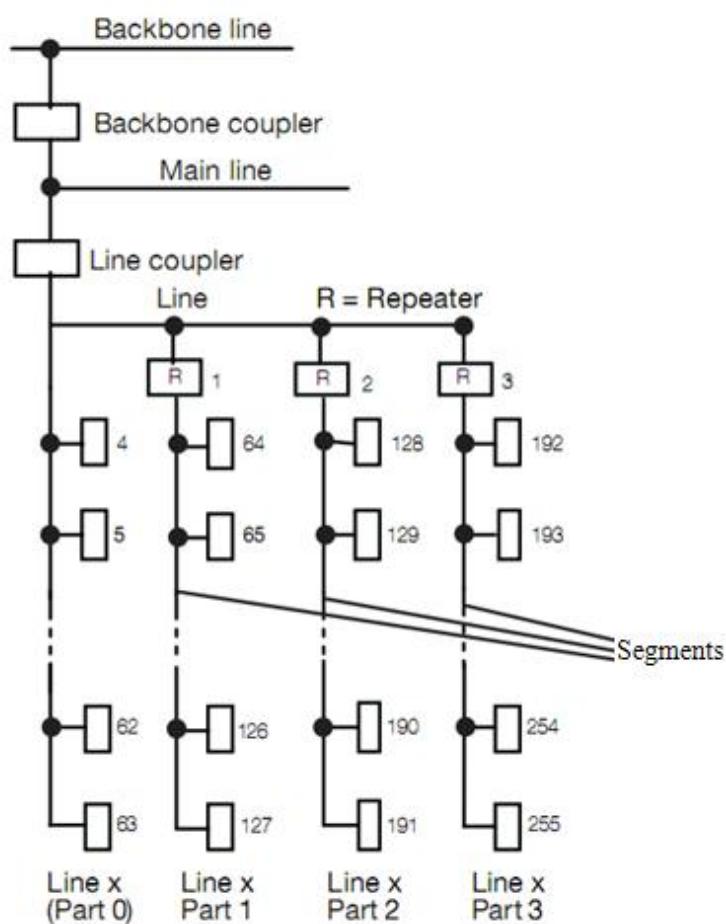 Backbone line
Backbone coupler
Main line
Line coupler
Line R = Repeater
R 1 R 2 R 3
4 64 128 192
5 65 129 193
Segments
62 126 190 254
63 127 191 255
Line x Line x Line x Line x
(Part 0) Part 1 Part 2 Part 3